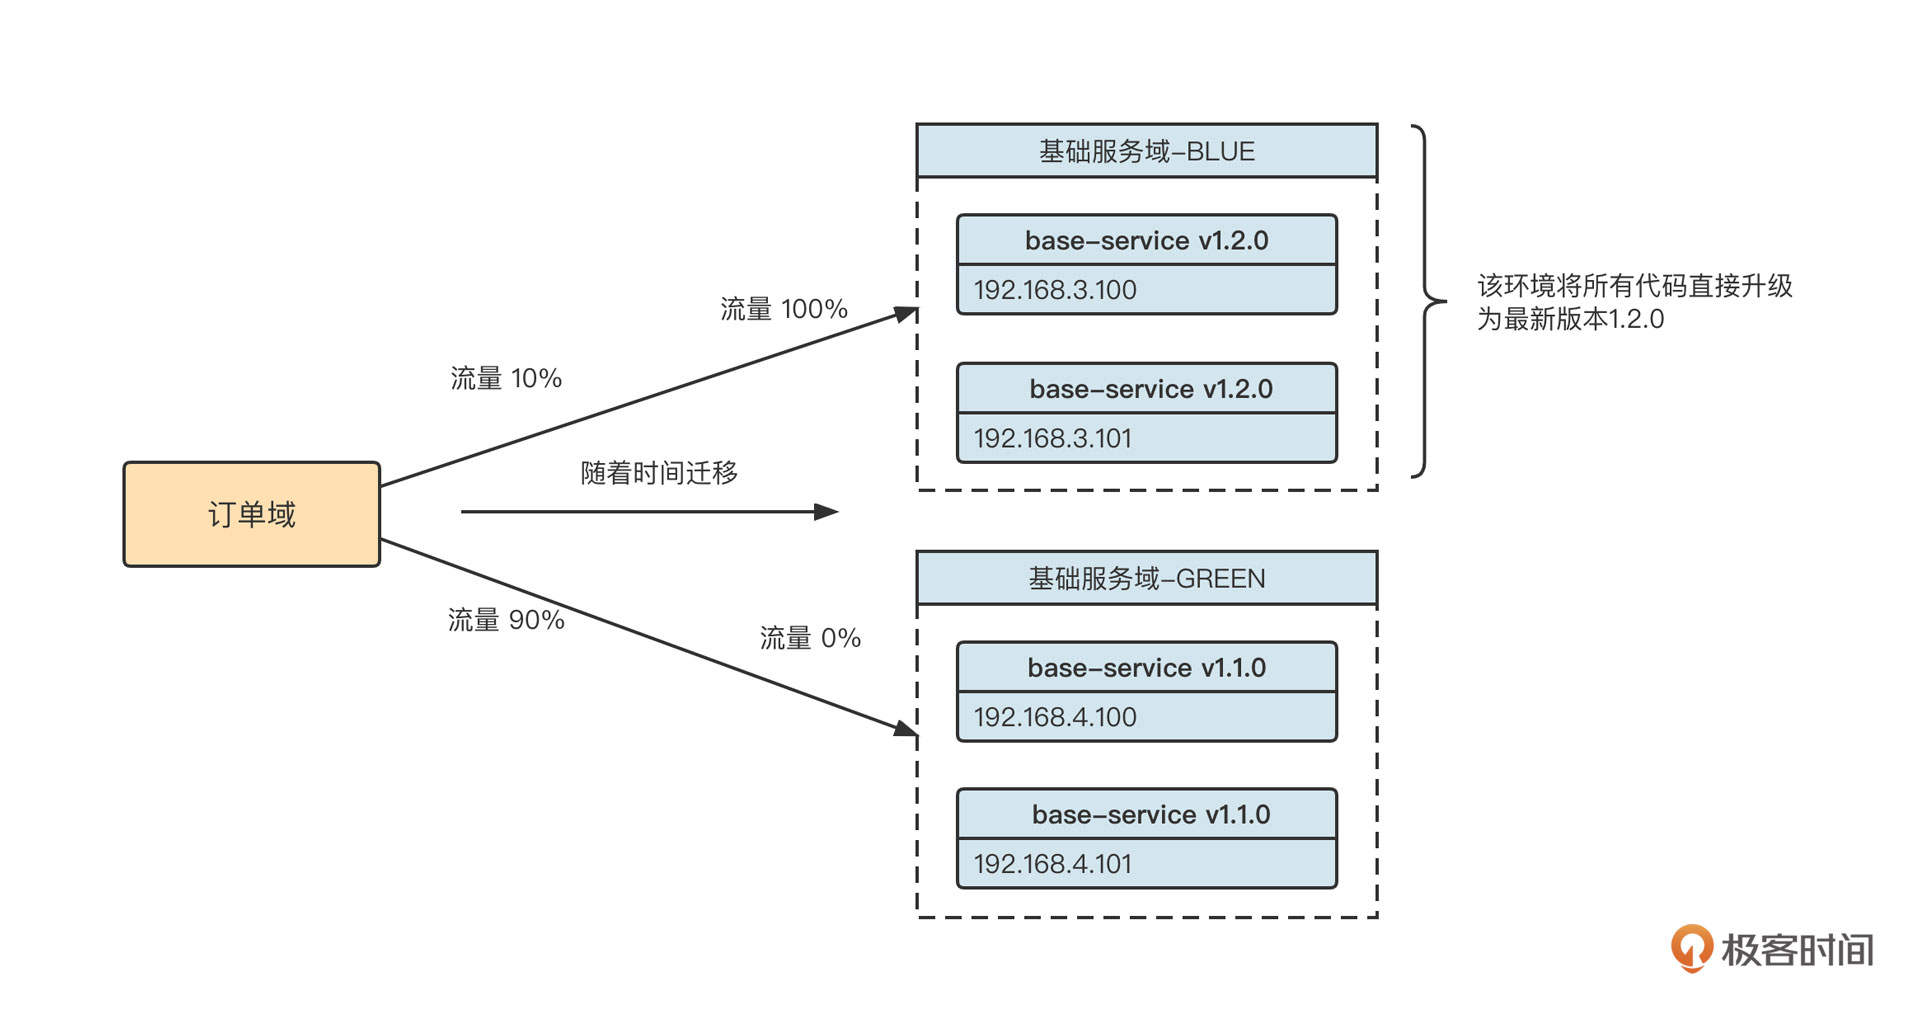 基础服务域-BLUE
base-service v1.2.0
192.168.3.100
base-service v1.2.0
192.168.3.101
该环境将所有代码直接升级
为最新版本1.2.0
流量 100%
流量 10%
随着时间迁移
订单域
流量 90%
流量 0%
基础服务域-GREEN
base-service v1.1.0
192.168.4.100
base-service v1.1.0
192.168.4.101
极客时间